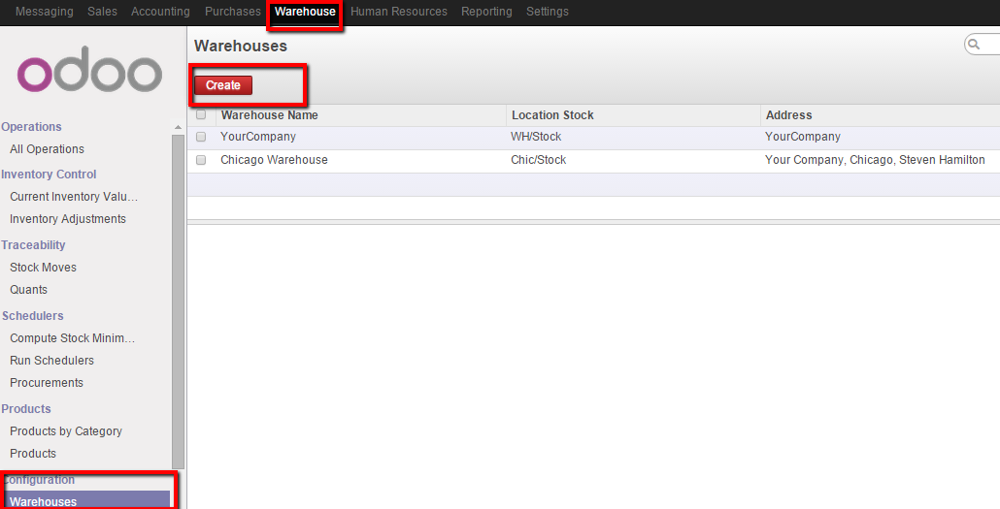 Messaging Sales Accounting Purchases Warehouse Human Resources Reporting Settings
odoo
Operations
All Operations
Inventory Control
Current Inventory Valu...
Inventory Adjustments
Traceability
Stock Moves
Quants
Schedulers
Compute Stock Minim...
Run Schedulers
Procurements
Products
Products by Category
Products
Configuration
Warehouses
Warehouses
Create
Warehouse Name Location Stock Address
YourCompany WH/Stock YourCompany
Chicago Warehouse Chic/Stock Your Company, Chicago, Steven Hamilton